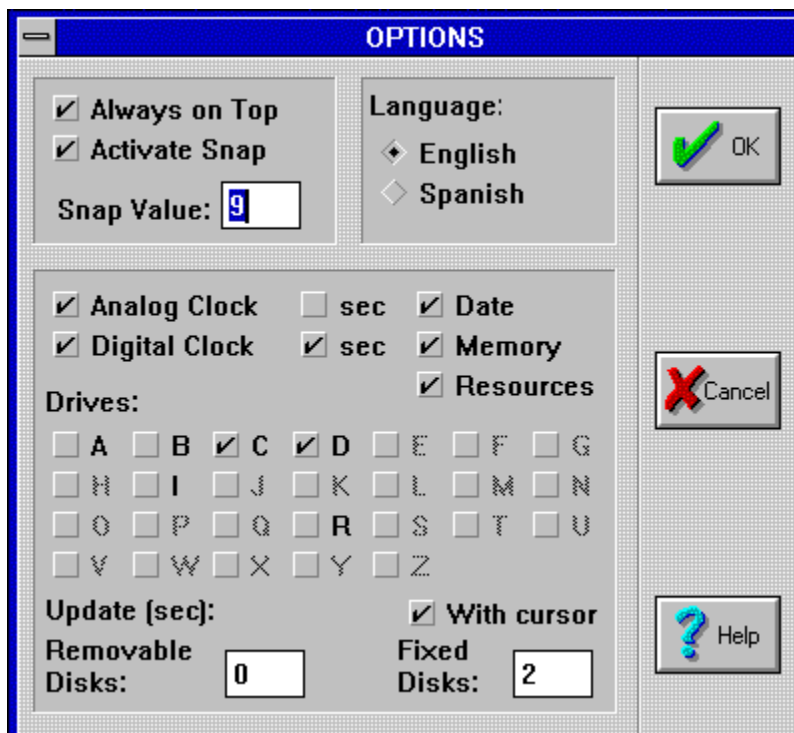 OPTIONS
Always on Top
Activate Snap
Snap Value: 9
Language:
English
Spanish
OK
Analog Clock sec Date
Digital Clock sec Memory
Resources
Cancel
Drives:
A B C D E F G
H I J K L M N
O P Q R S T U
V W X Y Z
Update (sec): With cursor
Removable Disks: 0
Fixed Disks: 2
Help